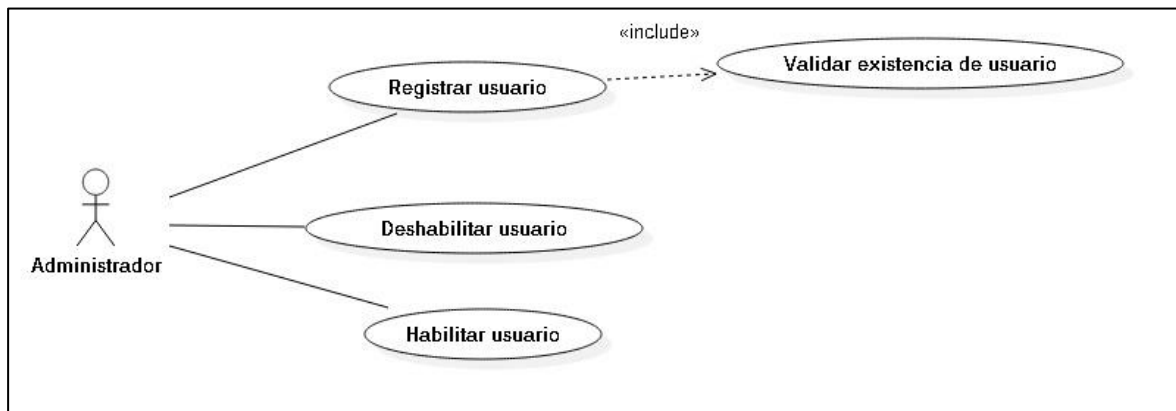 «include»
Validar existencia de usuario
Registrar usuario
Deshabilitar usuario
Administrador
Habilitar usuario